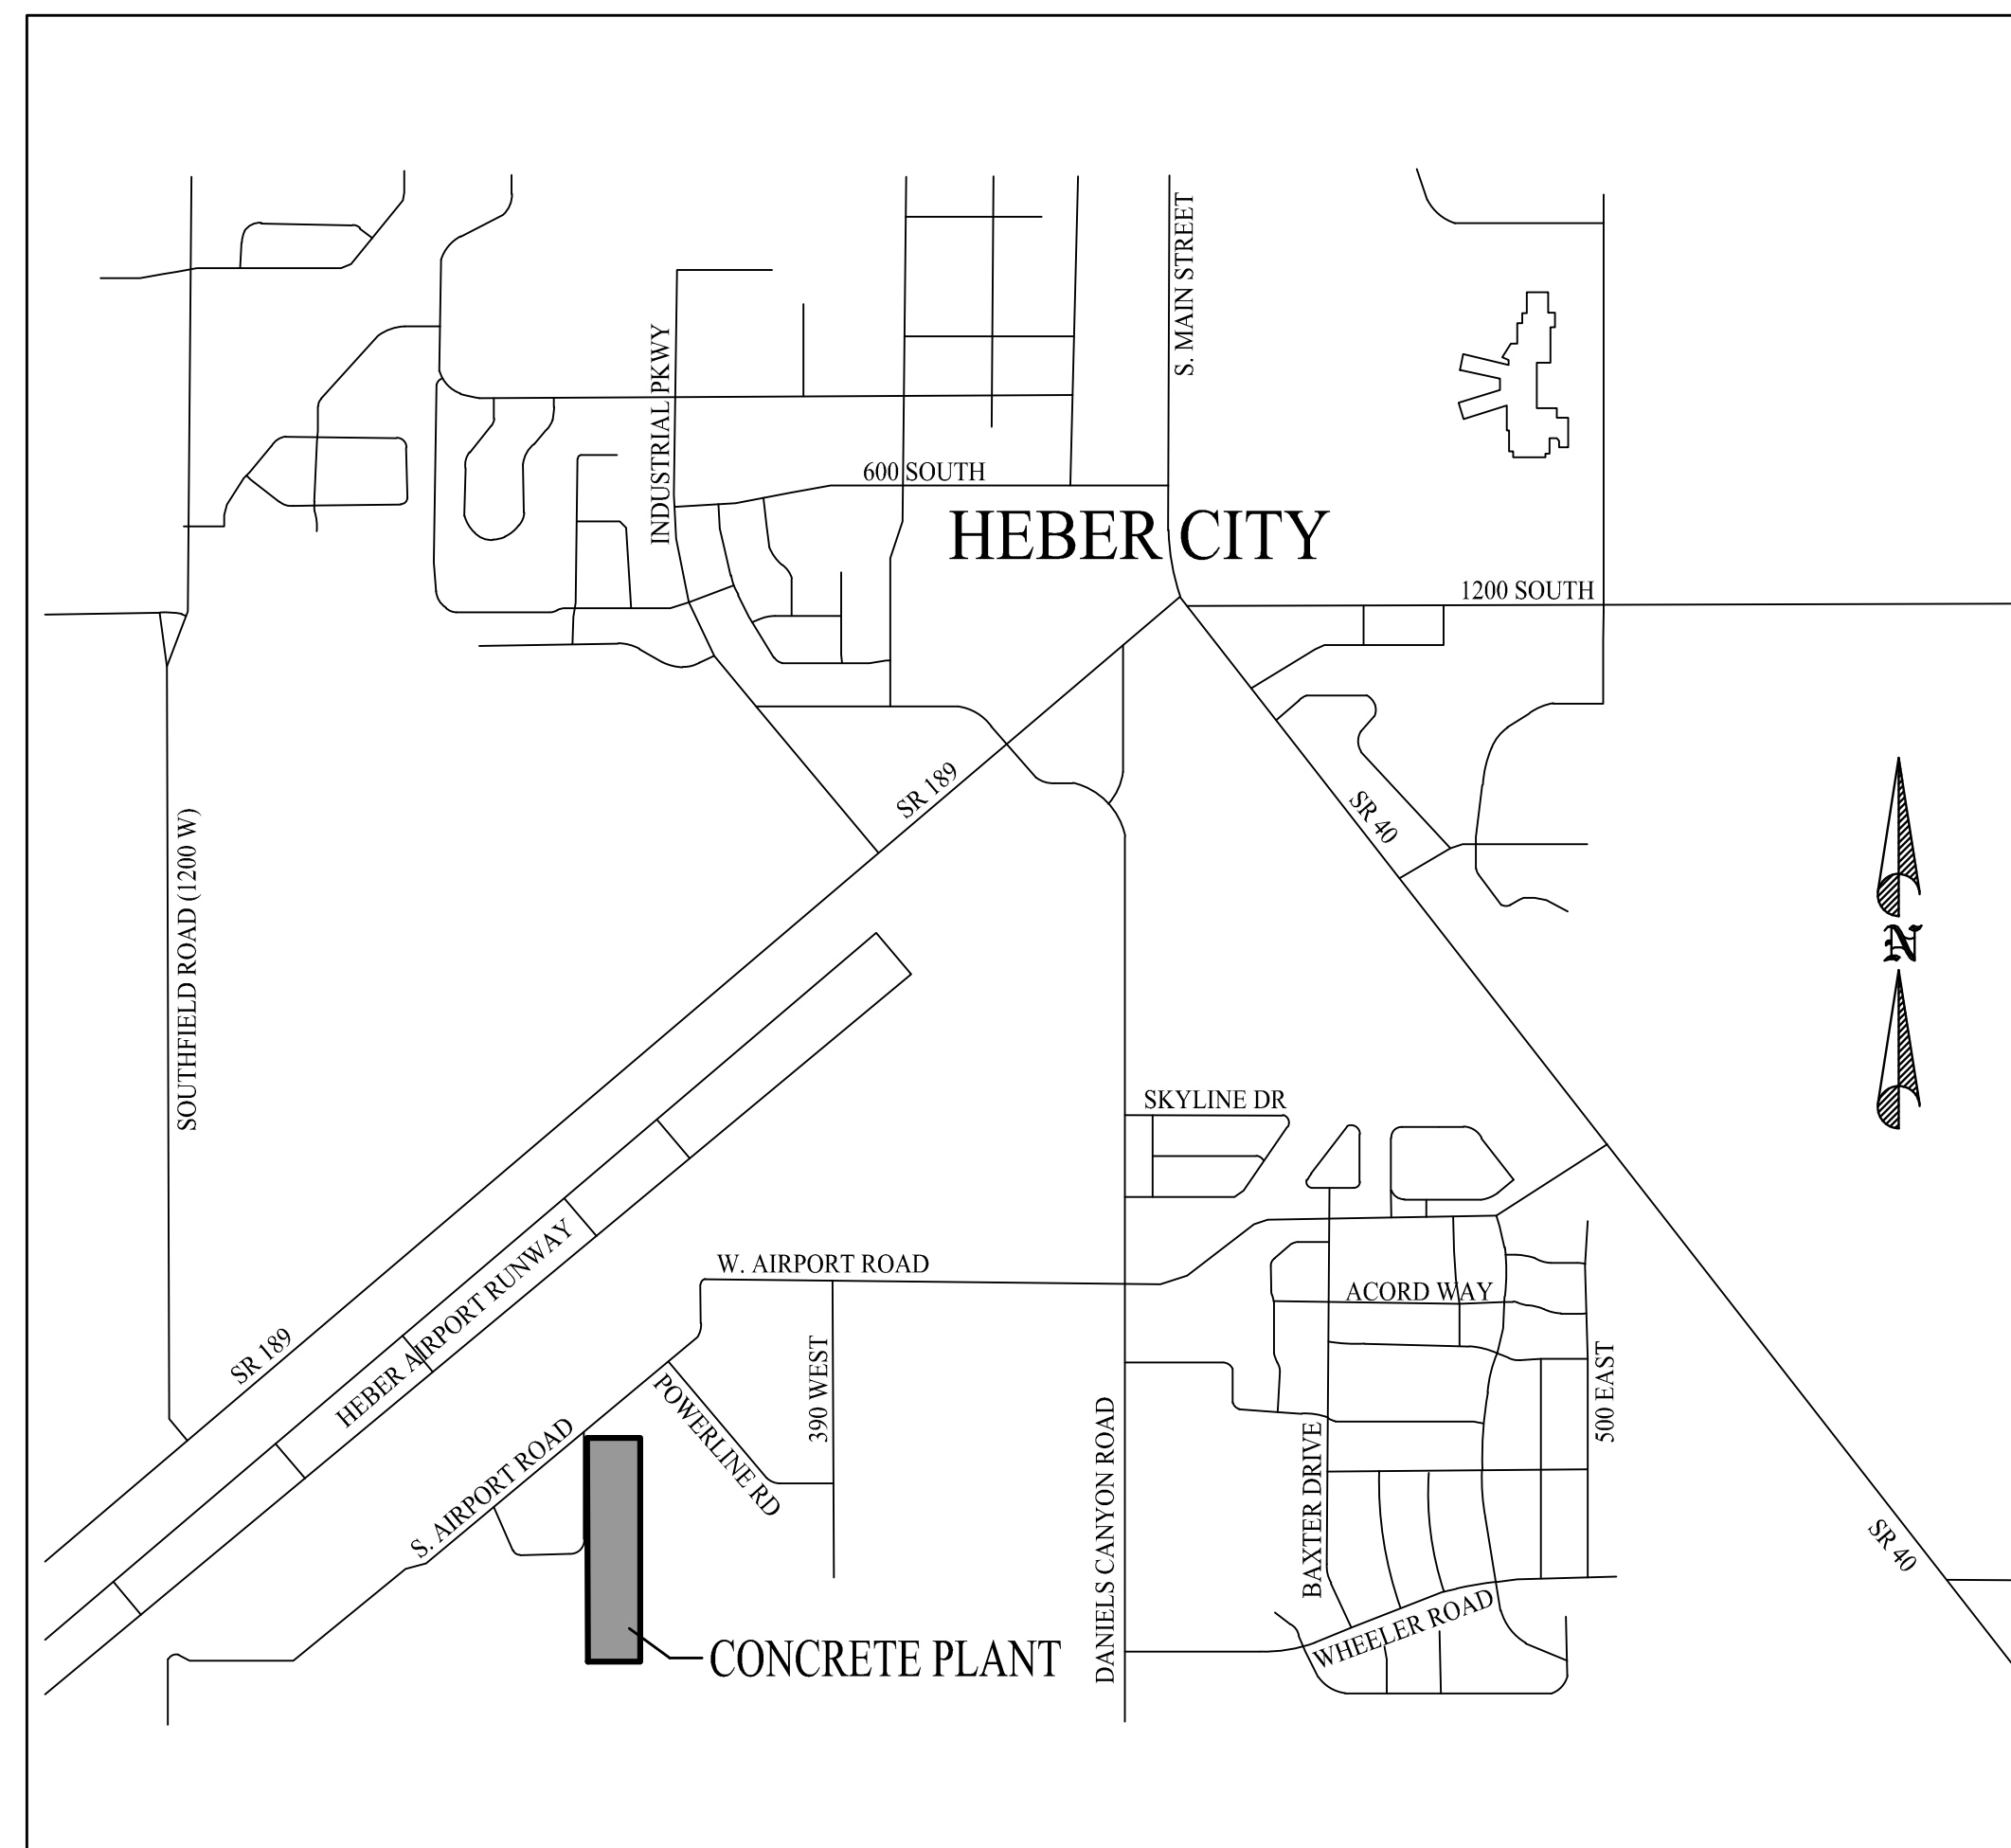 S. MAIN STREET
INDUSTRIAL PKWY
600 SOUTH
HEBER CITY
1200 SOUTH
SR 189
SR 40
SOUTHFIELD ROAD (1200 W)
N
SKYLINE DR
W. AIRPORT ROAD
HEBER AIRPORT RUNWAY
ACORD WAY
SR 189
390 WEST
500 EAST
POWERLINE RD
S. AIRPORT ROAD
DANIELS CANYON ROAD
BAXTER DRIVE
SR 40
WHEELER ROAD
CONCRETE PLANT